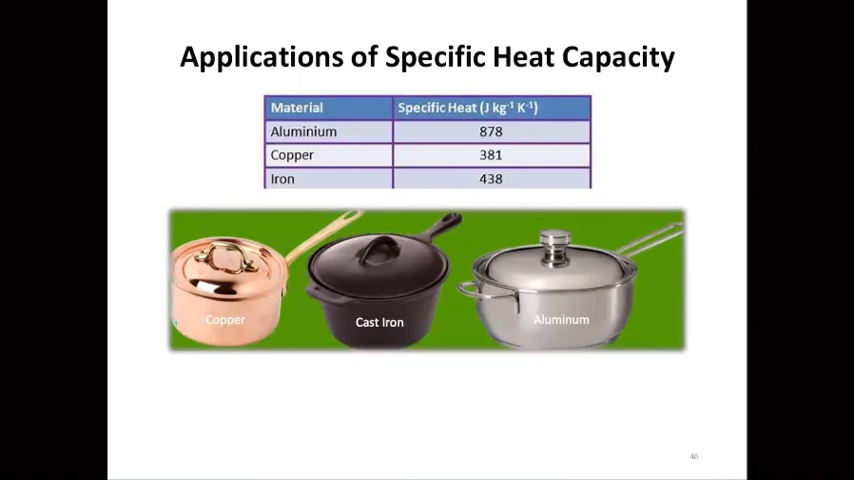 Applications of Specific Heat Capacity
Material Specific Heat (J kg⁻¹ K⁻¹)
Aluminium 878
Copper 381
Iron 438
Copper Cast Iron Aluminum
40